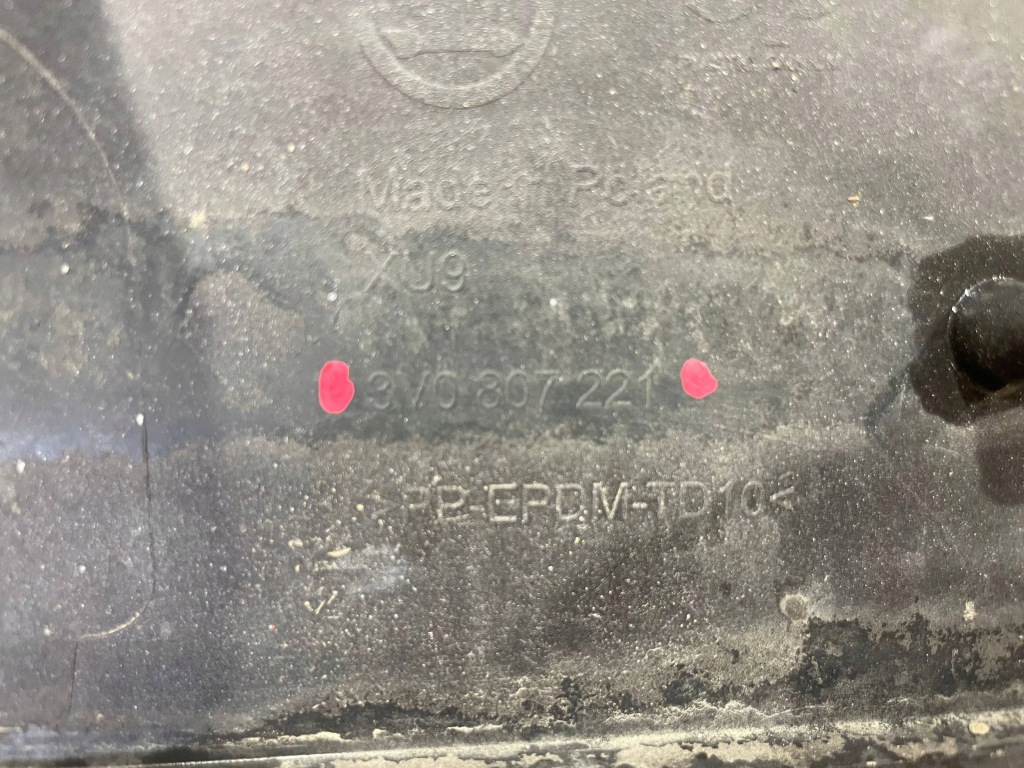 Made in Poland
XU9
3V0 807 221
>PP-EPDM-TD10<